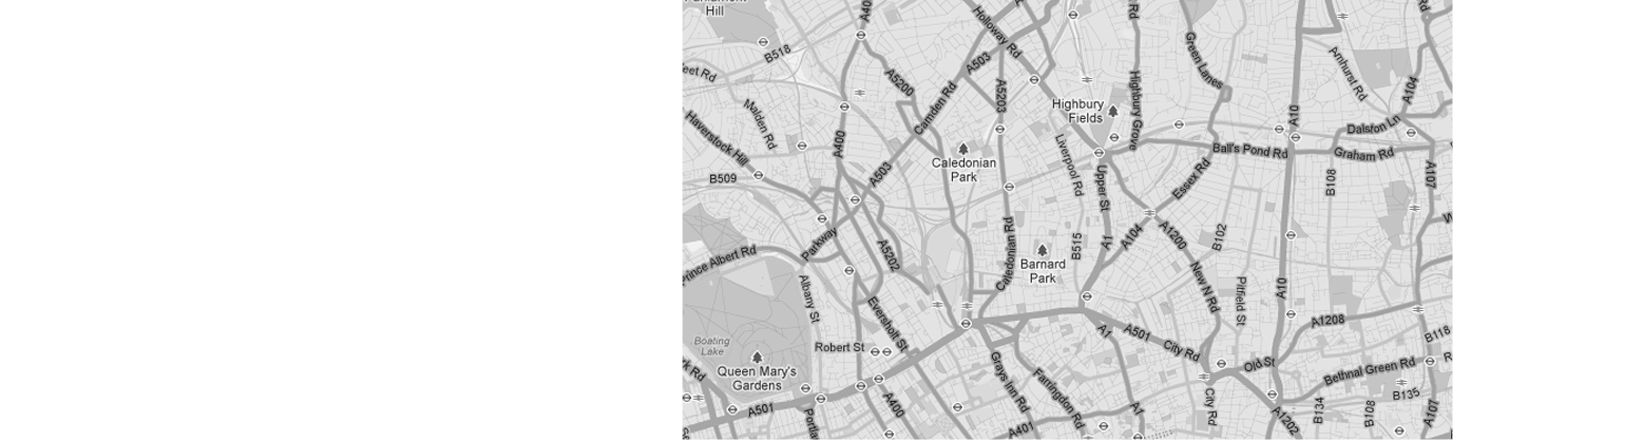 Hill
A40
Holloway Rd
Rd
B518
A503
Green Lanes
Amhurst Rd
A5200
Camden Rd
A5203
Highbury
Fields
Highbury Grove
A10
A104
Malden Rd
Haverstock Hill
A400
Dalston Ln
Caledonian
Park
Liverpool Rd
Ball's Pond Rd
Graham Rd
B509
A503
Upper St
Essex Rd
B108
A107
Parkway
Prince Albert Rd
A5202
Caledonian Rd
Barnard
Park
B515
A1
A104
A1200
B102
Albany St
New N Rd
Pitfield St
A10
Eversholt St
A1208
B118
Boating
Lake
Robert St
A1
A501
City Rd
Old St
Queen Mary's
Gardens
Grays Inn Rd
Farringdon Rd
Bethnal Green Rd
A501
A400
A401
A1
City Rd
A1202
B134
B108
B135
A107